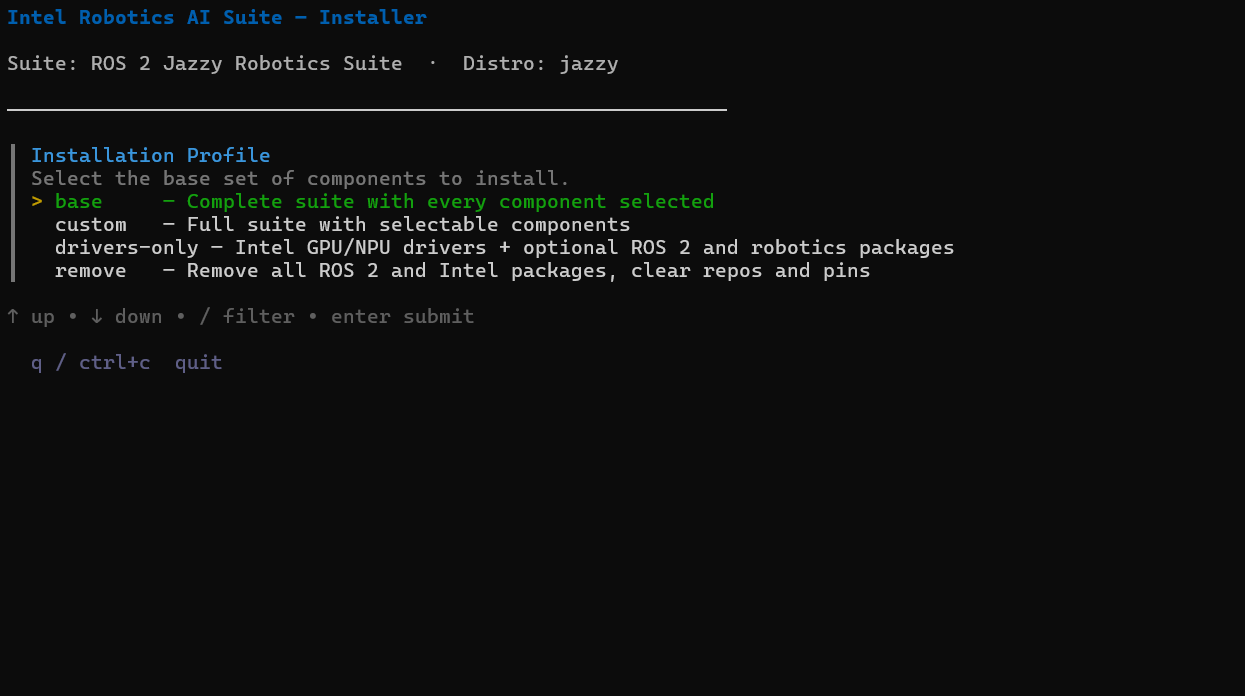 Intel Robotics AI Suite — Installer
Suite: ROS 2 Jazzy Robotics Suite · Distro: jazzy
Installation Profile
Select the base set of components to install.
> base — Complete suite with every component selected
custom — Full suite with selectable components
drivers-only — Intel GPU/NPU drivers + optional ROS 2 and robotics packages
remove — Remove all ROS 2 and Intel packages, clear repos and pins
↑ up • ↓ down • / filter • enter submit
q / ctrl+c quit